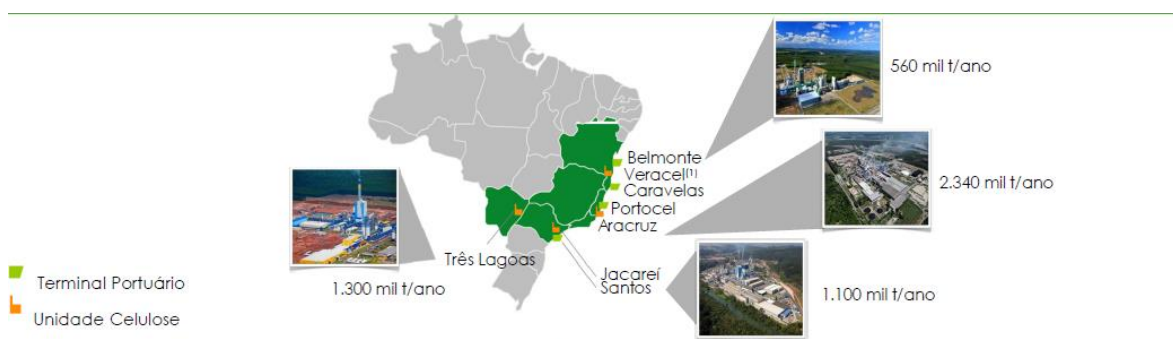 560 mil t/ano
Belmonte
Veracel(1)
Caravelas
Portocel
Aracruz
2.340 mil t/ano
Três Lagoas
Jacareí
Santos
1.300 mil t/ano
1.100 mil t/ano
Terminal Portuário
Unidade Celulose